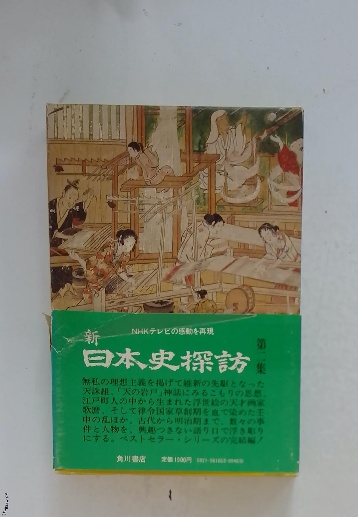 NHKテレビの感動を再現
新
日本史探訪
第二集
無私の理想主義を掲げて維新の先駆となった
天誅組、「天の岩戸」神話にみるこもりの思想、
江戸町人の中から生まれた浮世絵の天才画家
歌麿、そして律令国家草創期を血で染めた壬
申の乱ほか、古代から明治期まで、数々の事
件と人物を、興趣つきない語り口で浮き彫り
にする。ベストセラー・シリーズの完結編!
角川書店
定価1300円